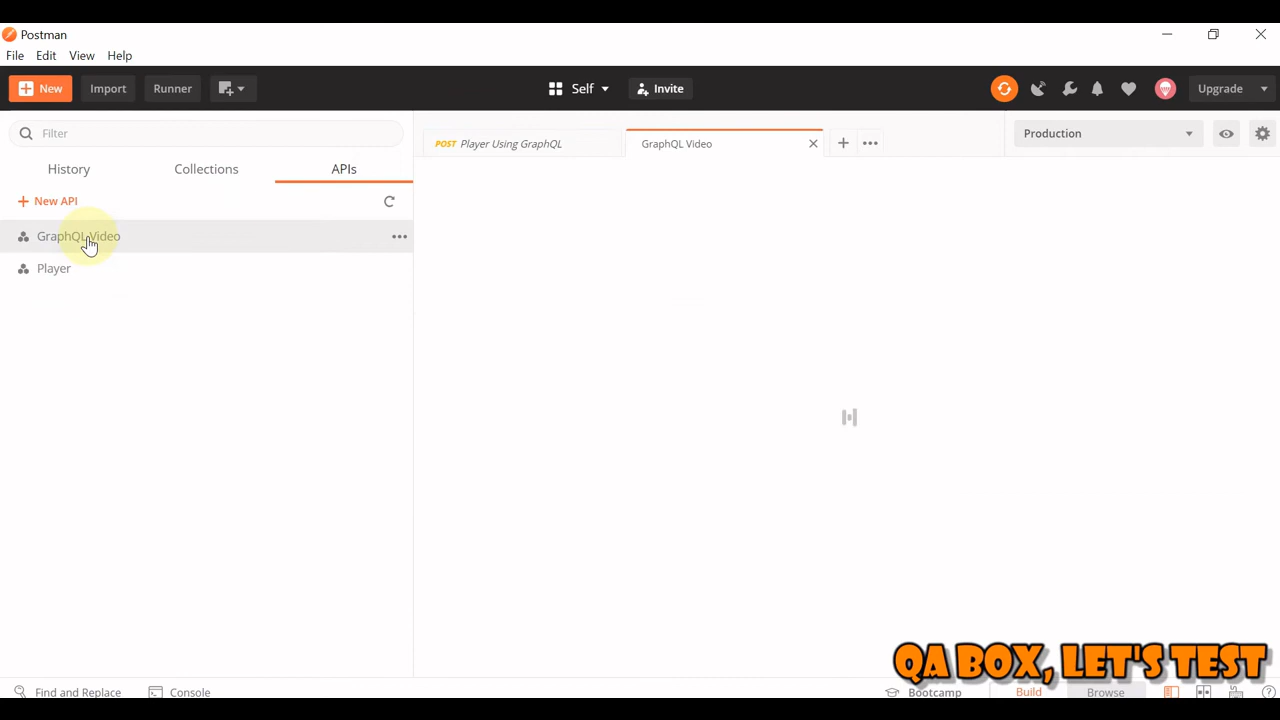 Postman
File Edit View Help
New Import Runner Self Invite Upgrade
Filter
History Collections APIs
New API
GraphQL Video
Player
POST Player Using GraphQL
GraphQL Video
Production
QA BOX, LET'S TEST
Find and Replace Console Bootcamp Build Browse